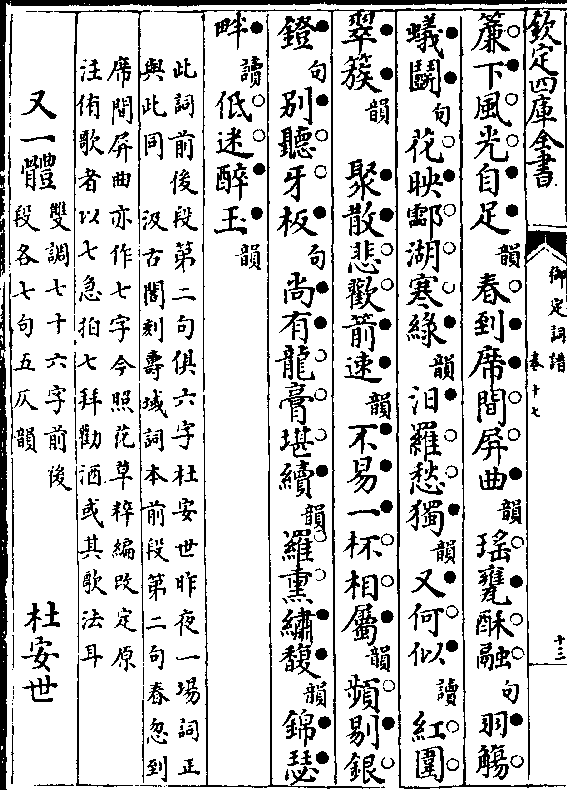 欽定四庫全書
御定詞譜
卷十七
十三
簾下風光自足韻春到席間屏曲韻瑤甕酥融句羽觴
蟻鬭句花映酃湖寒綠韻汨羅愁獨韻又何似讀紅圍
翠簇韻聚散悲歡箭速韻不易一杯相屬韻頻剔銀
鐙句别聽牙板句尚有龍膏堪續韻羅熏繡馥韻錦瑟
畔讀低迷醉玉韻
此詞前後段第二句俱六字杜安世昨夜一場詞正
與此同汲古閣刻壽域詞本前段第二句春忽到
席間屏曲亦作七字今照花草粹編改定原
注侑歌者以七急拍七拜勸酒或其歌法耳
又一體雙調七十六字前後
段各七句五仄韻杜安世